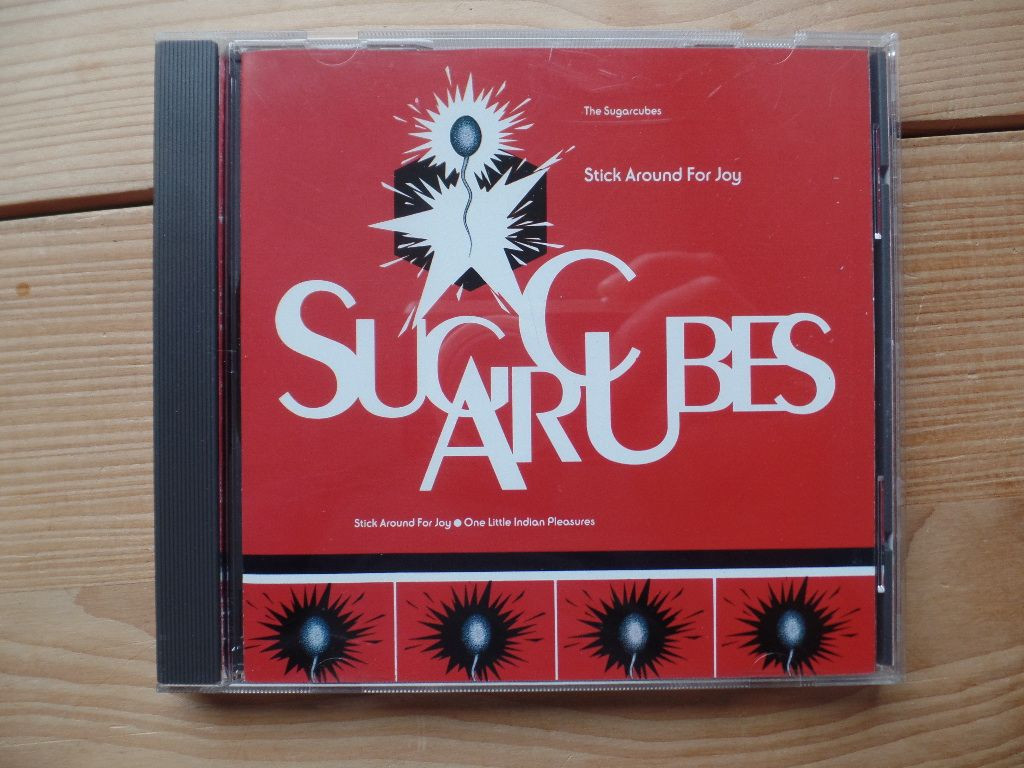 The Sugarcubes
Stick Around For Joy
SUGARCUBES
Stick Around For Joy ● One Little Indian Pleasures